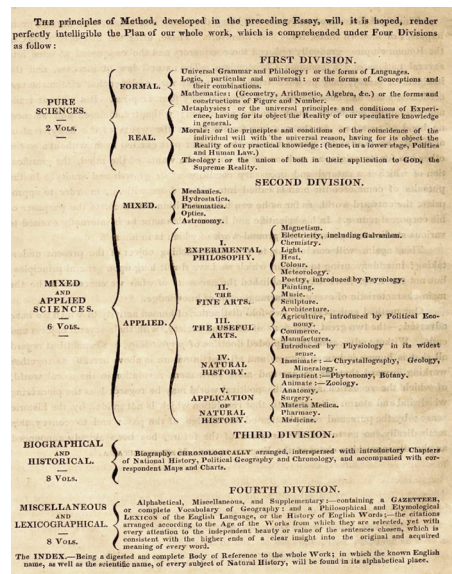 The principles of Method, developed in the preceding Essay, will, it is hoped, render
perfectly intelligible the Plan of our whole work, which is comprehended under Four Divisions
as follow:
FIRST DIVISION.
PURE
SCIENCES.
—
2 Vols.
FORMAL.
Universal Grammar and Philology: or the forms of Languages.
Logic, particular and universal: or the forms of Conceptions and
their combinations.
Mathematics: (Geometry, Arithmetic, Algebra, &c.) or the forms and
constructions of Figure and Number.
REAL.
Metaphysics: or the universal principles and conditions of Experi-
ence, having for its object the Reality of our speculative knowledge
in general.
Morals: or the principles and conditions of the coincidence of the
individual will with the universal reason, having for its object the
Reality of our practical knowledge: (hence, in a lower stage, Politics
and Human Law.)
Theology: or the union of both in their application to God, the
Supreme Reality.
SECOND DIVISION.
MIXED
AND
APPLIED
SCIENCES.
—
6 Vols.
MIXED.
Mechanics.
Hydrostatics.
Pneumatics.
Optics.
Astronomy.
APPLIED.
I.
EXPERIMENTAL
PHILOSOPHY.
Magnetism.
Electricity, including Galvanism.
Chemistry.
Light.
Heat.
Colour.
Meteorology.
II.
THE
FINE ARTS.
Poetry, introduced by Psycology.
Painting.
Music.
Sculpture.
Architecture.
III.
THE USEFUL
ARTS.
Agriculture, introduced by Political Eco-
nomy.
Commerce.
Manufactures.
IV.
NATURAL
HISTORY.
Introduced by Physiology in its widest
sense.
Inanimate:—Chrystallography, Geology,
Mineralogy.
Insentient:—Phytonomy, Botany.
Animate:—Zoology.
V.
APPLICATION
OF
NATURAL
HISTORY.
Anatomy.
Surgery.
Materia Medica.
Pharmacy.
Medicine.
THIRD DIVISION.
BIOGRAPHICAL
AND
HISTORICAL.
—
8 Vols.
Biography CHRONOLOGICALLY arranged, interspersed with introductory Chapters
of National History, Political Geography and Chronology, and accompanied with cor-
respondent Maps and Charts.
FOURTH DIVISION.
MISCELLANEOUS
AND
LEXICOGRAPHICAL.
—
8 Vols.
Alphabetical, Miscellaneous, and Supplementary:—containing a GAZETTEER,
or complete Vocabulary of Geography: and a Philosophical and Etymological
LEXICON of the English Language, or the History of English Words;—the citations
arranged according to the Age of the Works from which they are selected, yet with
every attention to the independent beauty or value of the sentences chosen, which is
consistent with the higher ends of a clear insight into the original and acquired
meaning of every word.
The INDEX.—Being a digested and complete Body of Reference to the whole Work; in which the known English
name, as well as the scientific name, of every subject of Natural History, will be found in its alphabetical place.